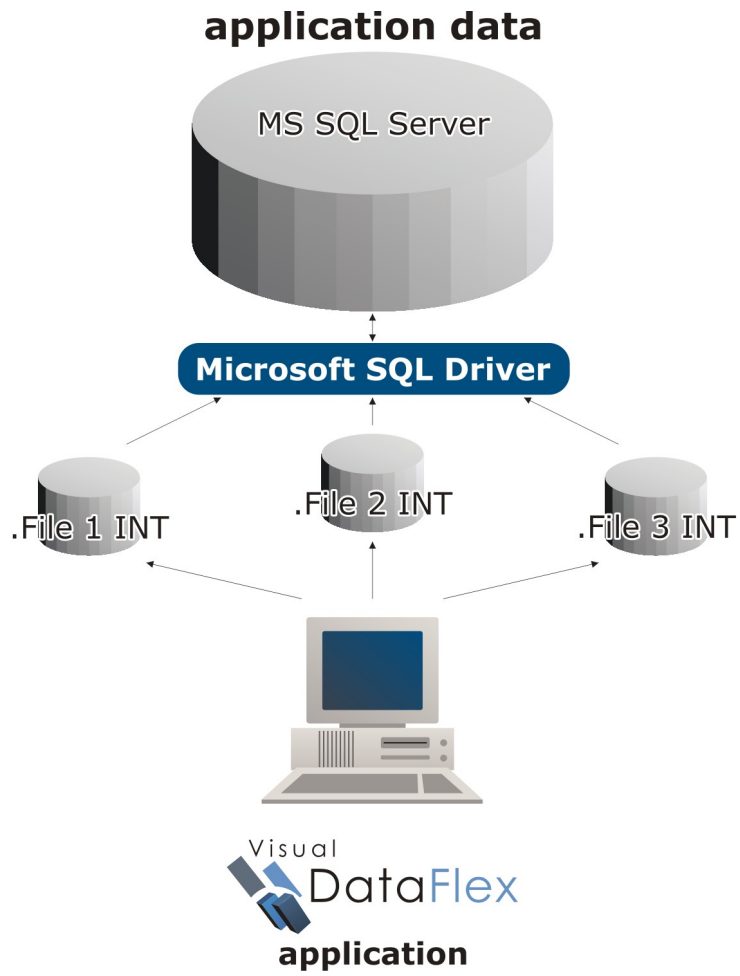 application data
MS SQL Server
Microsoft SQL Driver
.File 1 INT
.File 2 INT
.File 3 INT
Visual
DataFlex
application